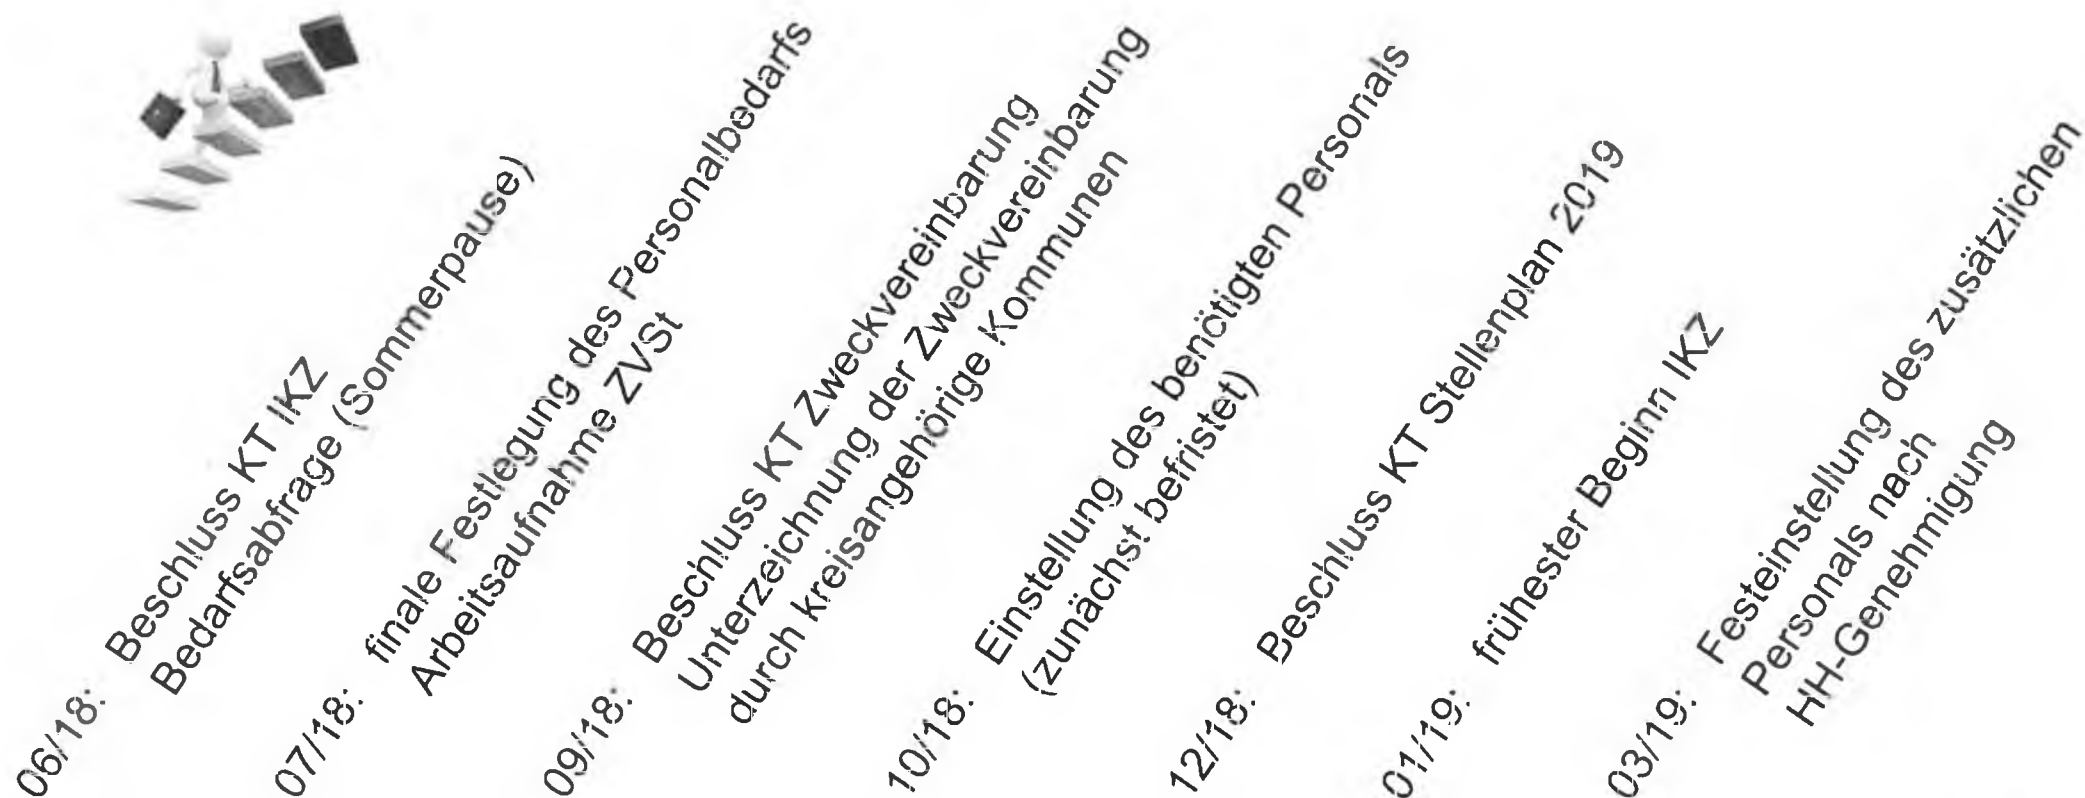 06/18: Beschluss KT IKZ
Bedarfsabfrage (Sommerpause)
07/18: finale Festlegung des Personalbedarfs
Arbeitsaufnahme ZVSt
09/18: Beschluss KT Zweckvereinbarung
Unterzeichnung der Zweckvereinbarung
durch kreisangehörige Kommunen
10/18: Einstellung des benötigten Personals
(zunächst befristet)
12/18: Beschluss KT Stellenplan 2019
01/19: frühester Beginn IKZ
03/19: Festeinstellung des zusätzlichen
Personals nach
HH-Genehmigung